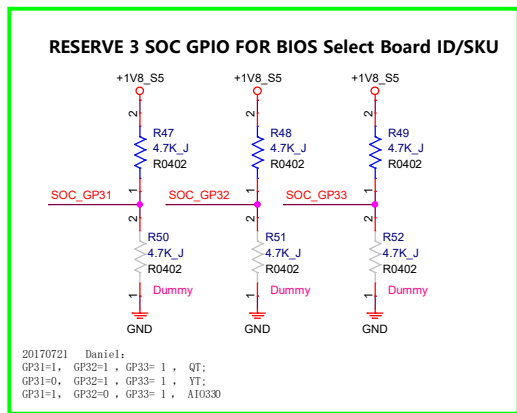 RESERVE 3 SOC GPIO FOR BIOS Select Board ID/SKU
+1V8_S5 +1V8_S5 +1V8_S5
2 2 2
R47 R48 R49
4.7K_J 4.7K_J 4.7K_J
R0402 R0402 R0402
1 1 1
SOC_GP31 SOC_GP32 SOC_GP33
2 2 2
R50 R51 R52
4.7K_J 4.7K_J 4.7K_J
R0402 R0402 R0402
Dummy Dummy Dummy
1 1 1
GND GND GND
20170721 Daniel:
GP31=1, GP32=1 , GP33= 1 , QT;
GP31=0, GP32=1 , GP33= 1 , YT;
GP31=1, GP32=0 , GP33= 1 , AIO330